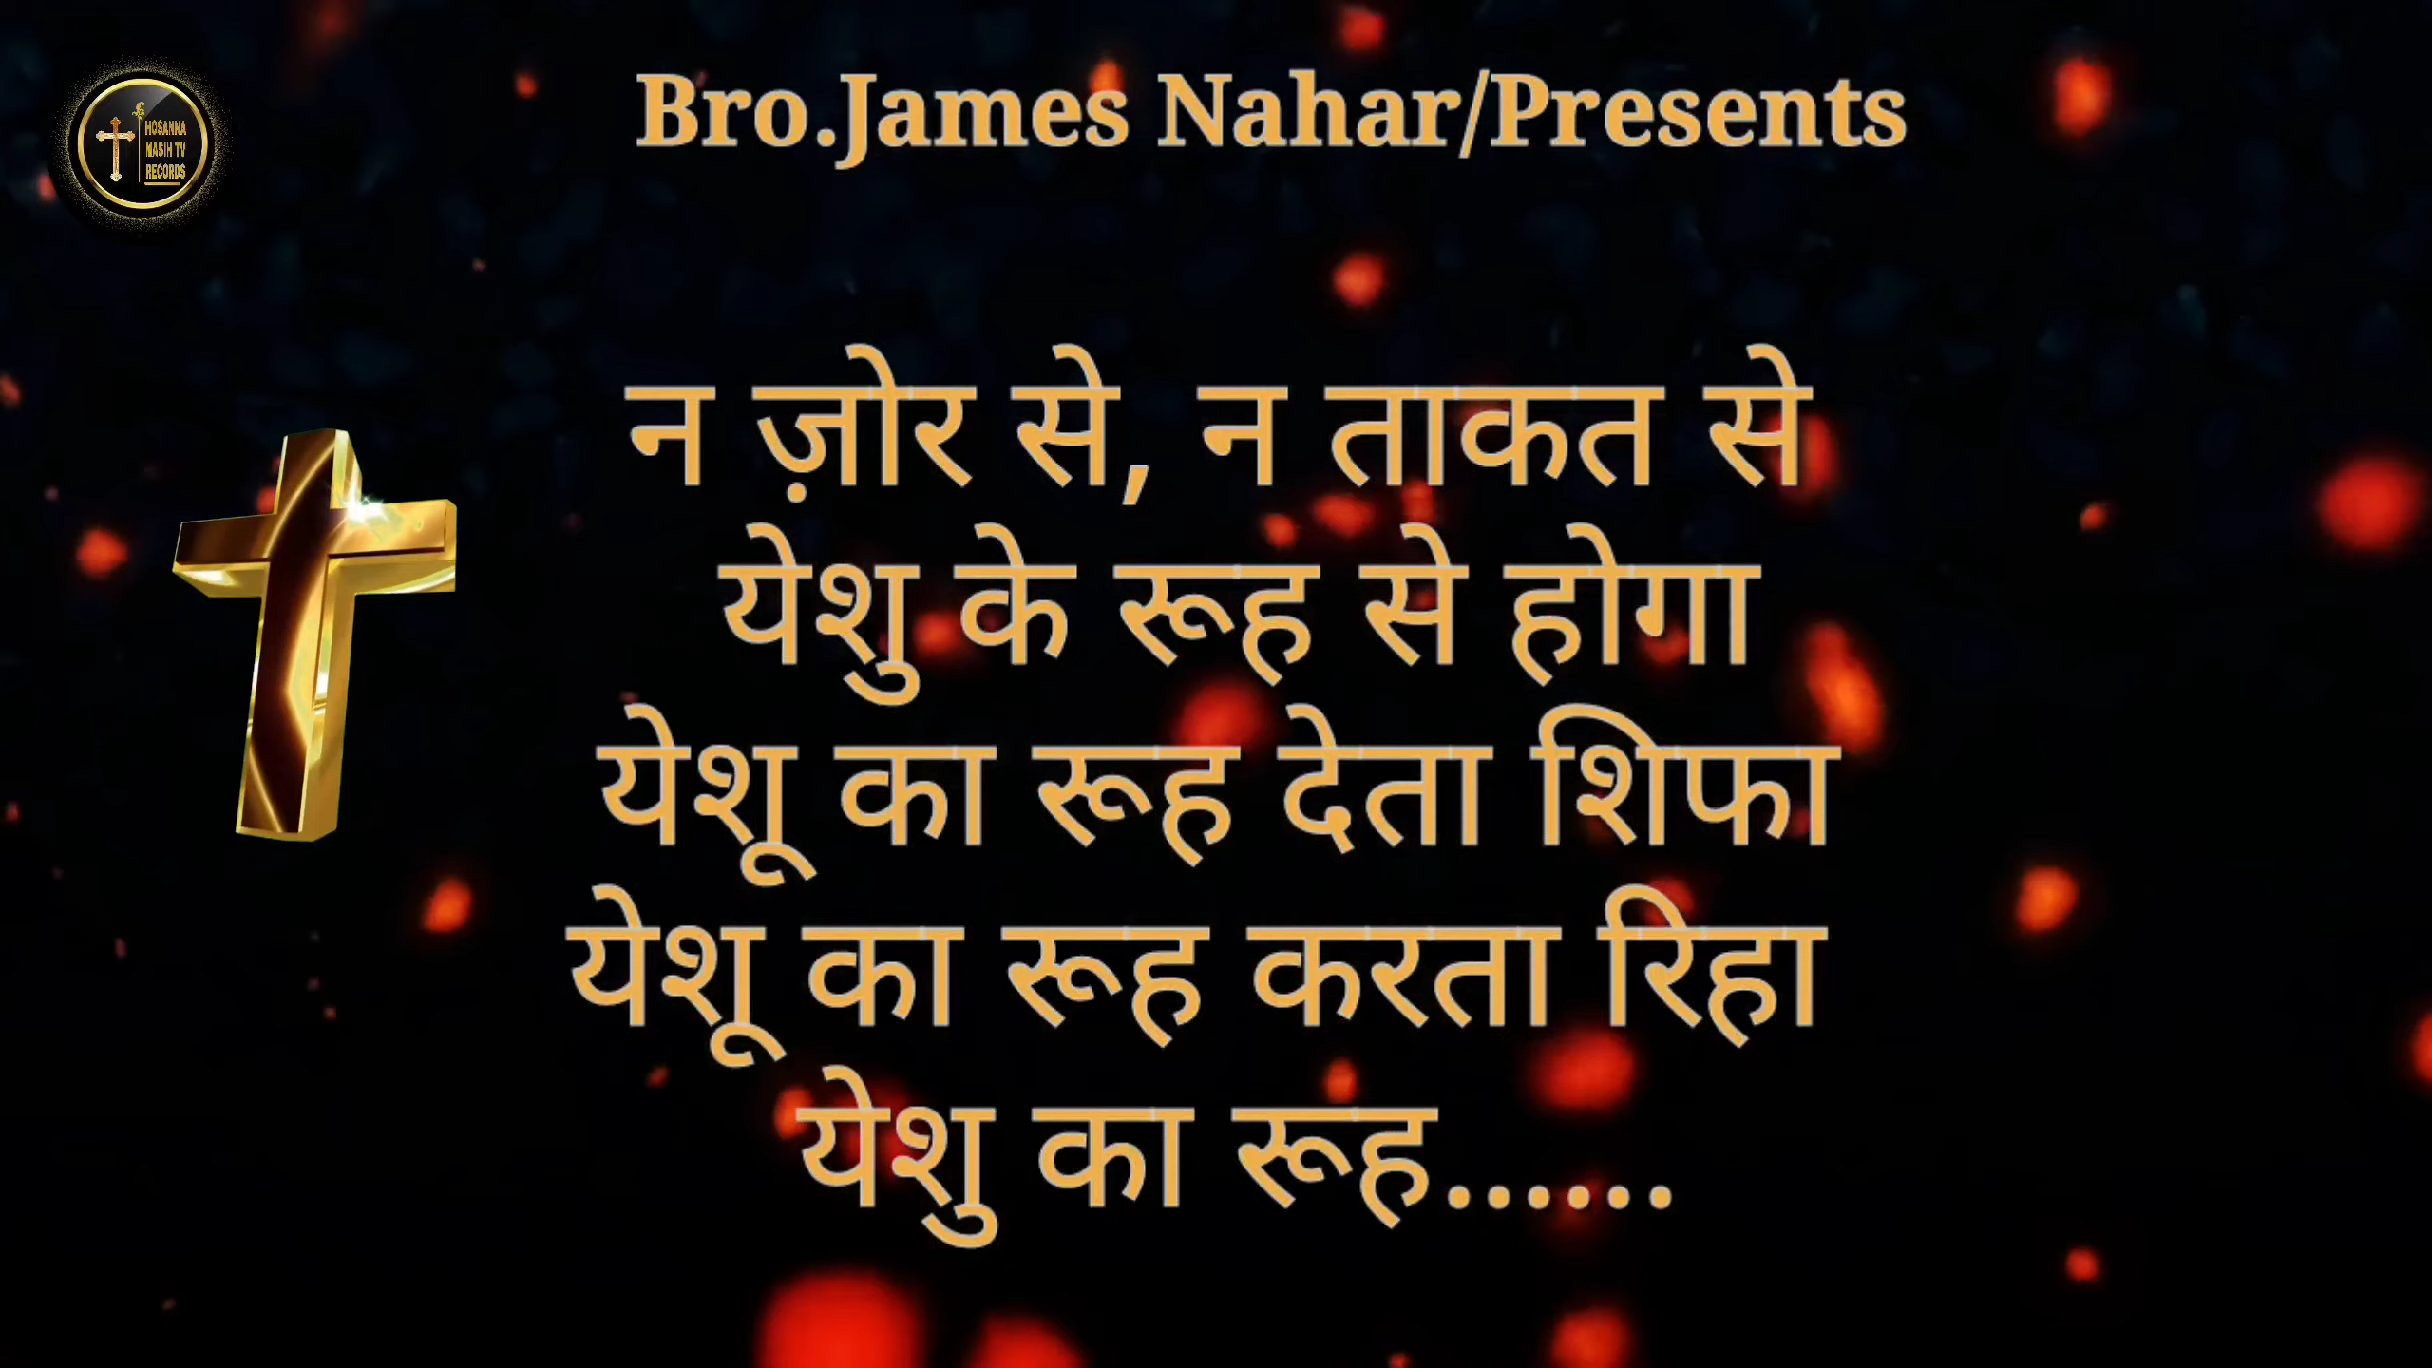 HOSANNA
MASIH TV
RECORDS
Bro.James Nahar/Presents
न ज़ोर से, न ताकत से
येशु के रूह से होगा
येशू का रूह देता शिफा
येशू का रूह करता रिहा
येशु का रूह......